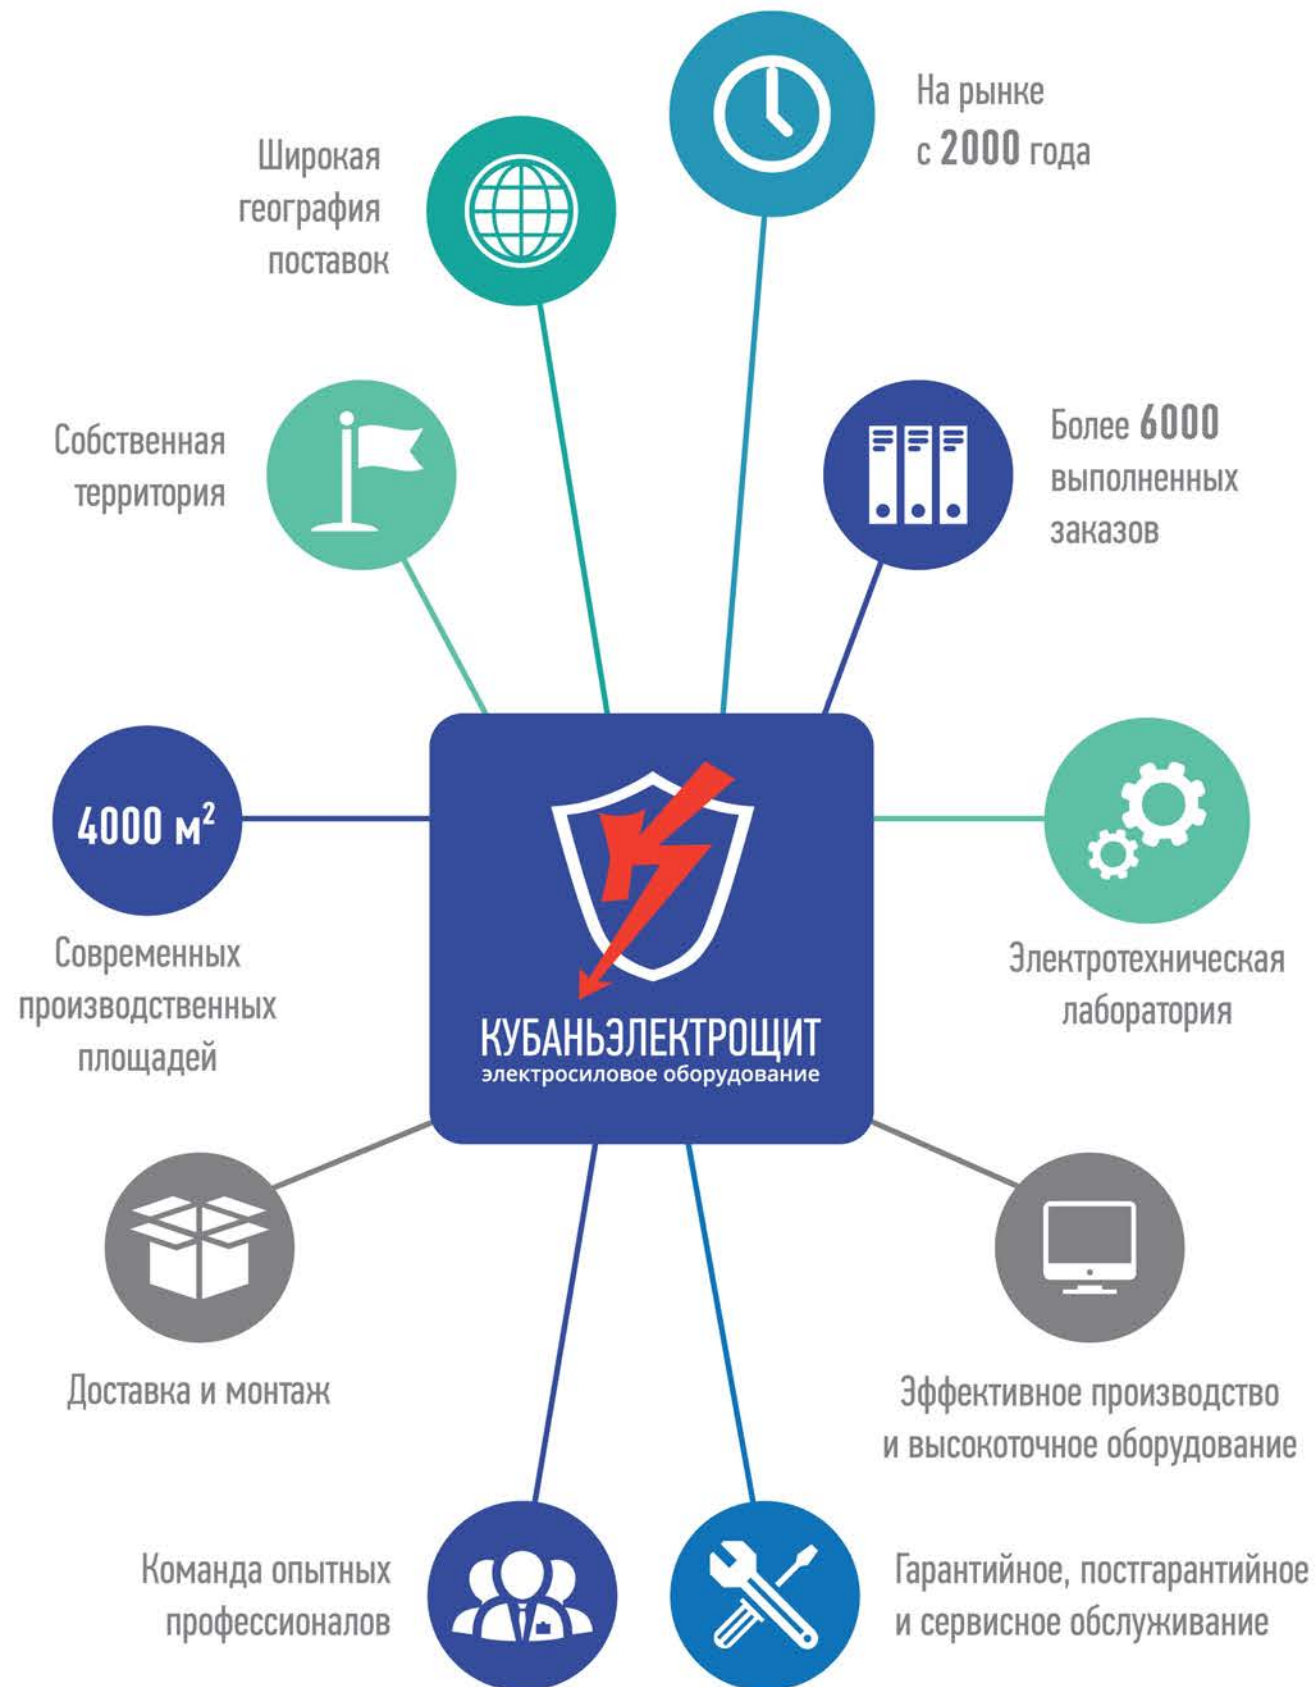 На рынке
с 2000 года
Широкая
география
поставок
Собственная
территория
Более 6000
выполненных
заказов
4000 м²
Современных
производственных
площадей
КУБАНЬЭЛЕКТРОЩИТ
электросиловое оборудование
Электротехническая
лаборатория
Доставка и монтаж
Эффективное производство
и высокоточное оборудование
Команда опытных
профессионалов
Гарантийное, постгарантийное
и сервисное обслуживание